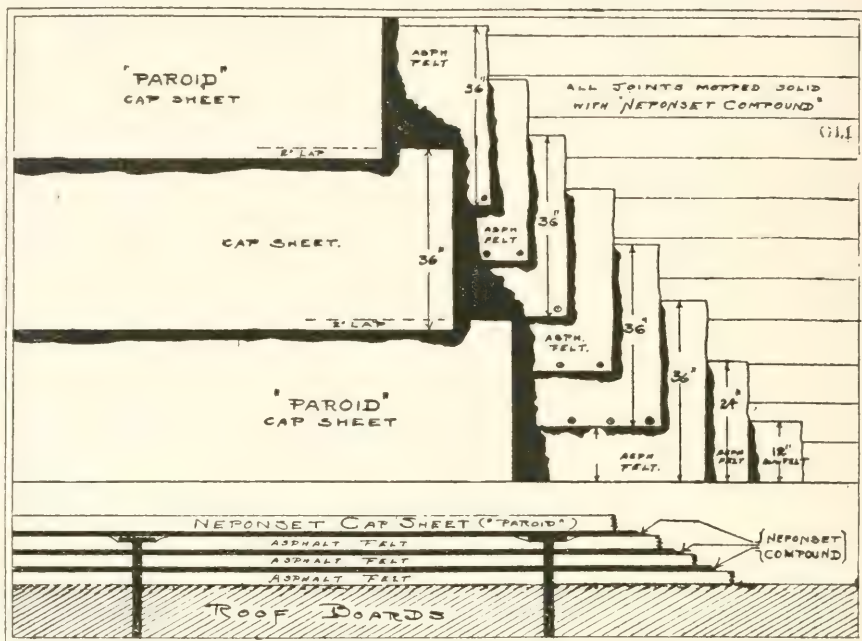 "PAROID"
CAP SHEET
ASPH
FELT
36"
ALL JOINTS MOPPED SOLID
WITH "NEPONSET COMPOUND"
2" LAP
CAP SHEET.
36"
ASPH
FELT
36"
2" LAP
"PAROID"
CAP SHEET
ASPH.
FELT.
36"
36"
24"
ASPH FELT
12"
ASPH
FELT.
NEPONSET CAP SHEET ("PAROID")
ASPHALT FELT
ASPHALT FELT
ASPHALT FELT
NEPONSET
COMPOUND
ROOF BOARDS